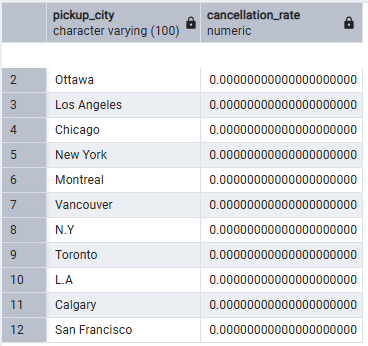 pickup_city cancellation_rate
character varying (100) numeric
2 Ottawa 0.00000000000000000000
3 Los Angeles 0.00000000000000000000
4 Chicago 0.00000000000000000000
5 New York 0.00000000000000000000
6 Montreal 0.00000000000000000000
7 Vancouver 0.00000000000000000000
8 N.Y 0.00000000000000000000
9 Toronto 0.00000000000000000000
10 L.A 0.00000000000000000000
11 Calgary 0.00000000000000000000
12 San Francisco 0.00000000000000000000